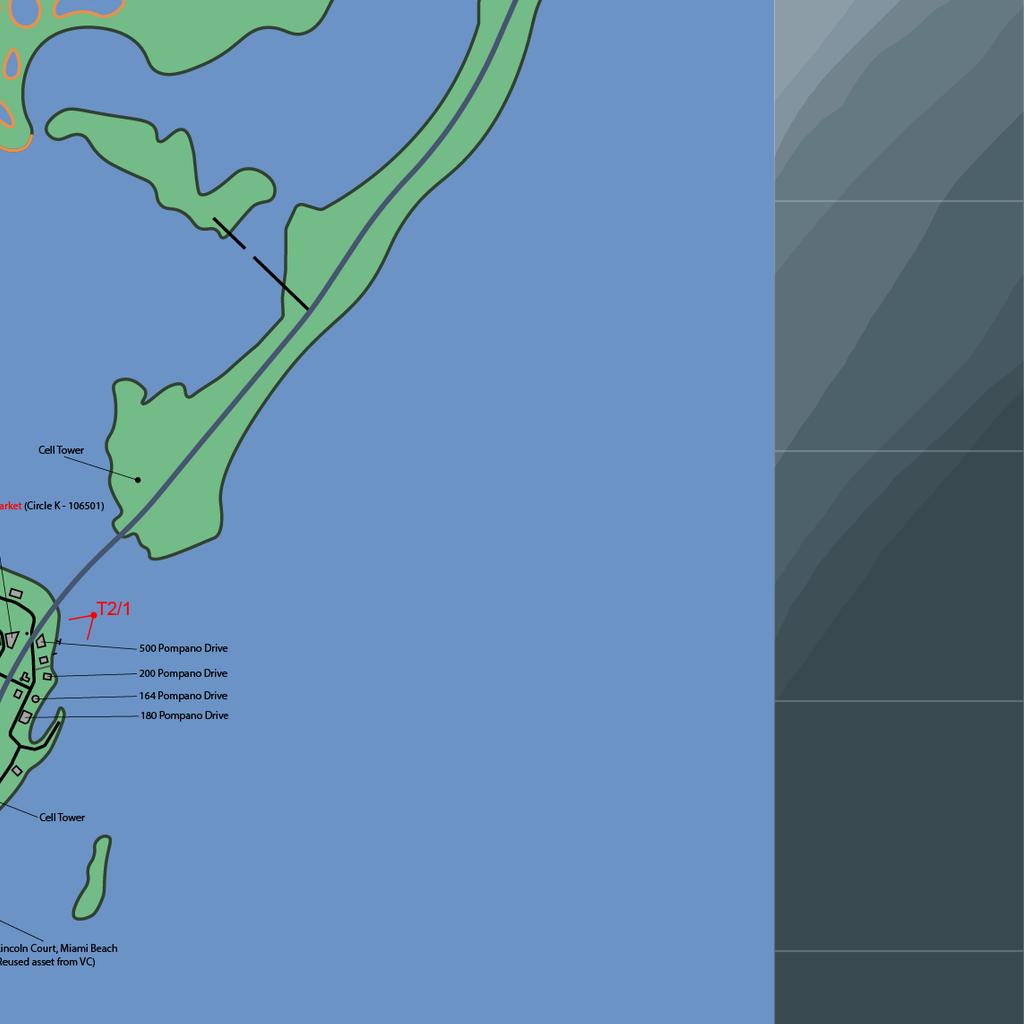 Cell Tower
arket (Circle K - 106501)
T2/1
500 Pompano Drive
200 Pompano Drive
164 Pompano Drive
180 Pompano Drive
Cell Tower
Lincoln Court, Miami Beach
Reused asset from VC)